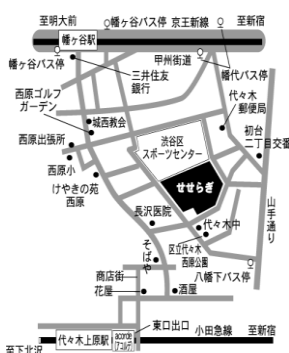 至明大前
幡ヶ谷バス停
京王新線
至新宿
幡ヶ谷駅
甲州街道
幡ヶ谷バス停
三井住友
銀行
幡代バス停
西原ゴルフ
ガーデン
代々木
郵便局
城西教会
渋谷区
スポーツセンター
初台
二丁目交番
西原出張所
西原小
せせらぎ
けやきの苑
西原
山手通り
長沢医院
代々木中
そばや
区立代々木
西原公園
商店街
八幡下バス停
花屋
酒屋
東口出口
小田急線
至新宿
代々木上原駅
acorde
(アコルデ)
至下北沢